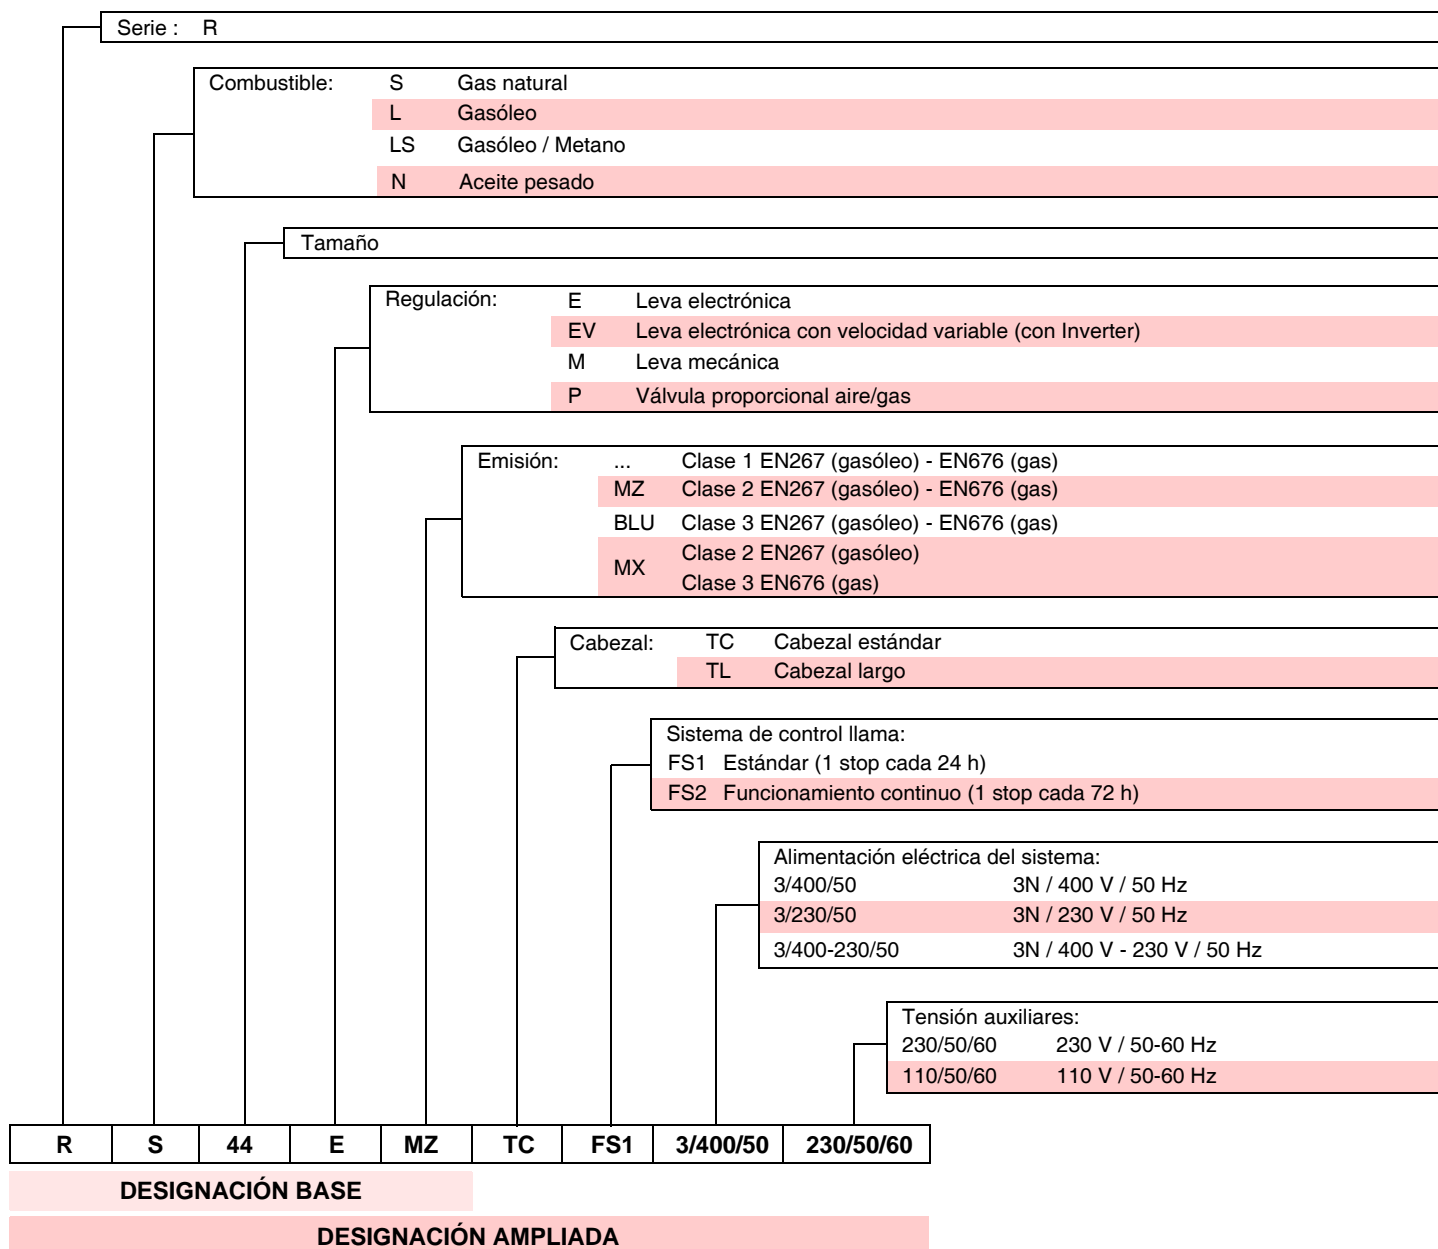 Serie : R
Combustible: S Gas natural
L Gasóleo
LS Gasóleo / Metano
N Aceite pesado
Tamaño
Regulación: E Leva electrónica
EV Leva electrónica con velocidad variable (con Inverter)
M Leva mecánica
P Válvula proporcional aire/gas
Emisión: ... Clase 1 EN267 (gasóleo) - EN676 (gas)
MZ Clase 2 EN267 (gasóleo) - EN676 (gas)
BLU Clase 3 EN267 (gasóleo) - EN676 (gas)
MX Clase 2 EN267 (gasóleo)
Clase 3 EN676 (gas)
Cabezal: TC Cabezal estándar
TL Cabezal largo
Sistema de control llama:
FS1 Estándar (1 stop cada 24 h)
FS2 Funcionamiento continuo (1 stop cada 72 h)
Alimentación eléctrica del sistema:
3/400/50 3N / 400 V / 50 Hz
3/230/50 3N / 230 V / 50 Hz
3/400-230/50 3N / 400 V - 230 V / 50 Hz
Tensión auxiliares:
230/50/60 230 V / 50-60 Hz
110/50/60 110 V / 50-60 Hz
R S 44 E MZ TC FS1 3/400/50 230/50/60
DESIGNACIÓN BASE
DESIGNACIÓN AMPLIADA